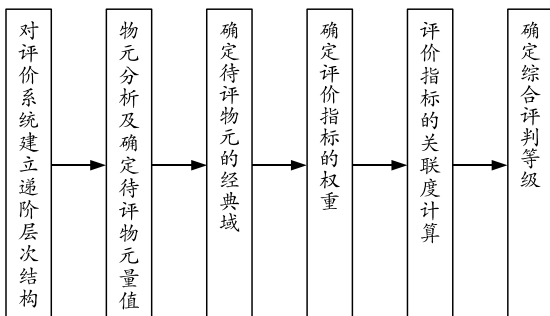 对评价系统建立递阶层次结构
物元分析及确定待评物元量值
确定待评物元的经典域
确定评价指标的权重
评价指标的关联度计算
确定综合评判等级